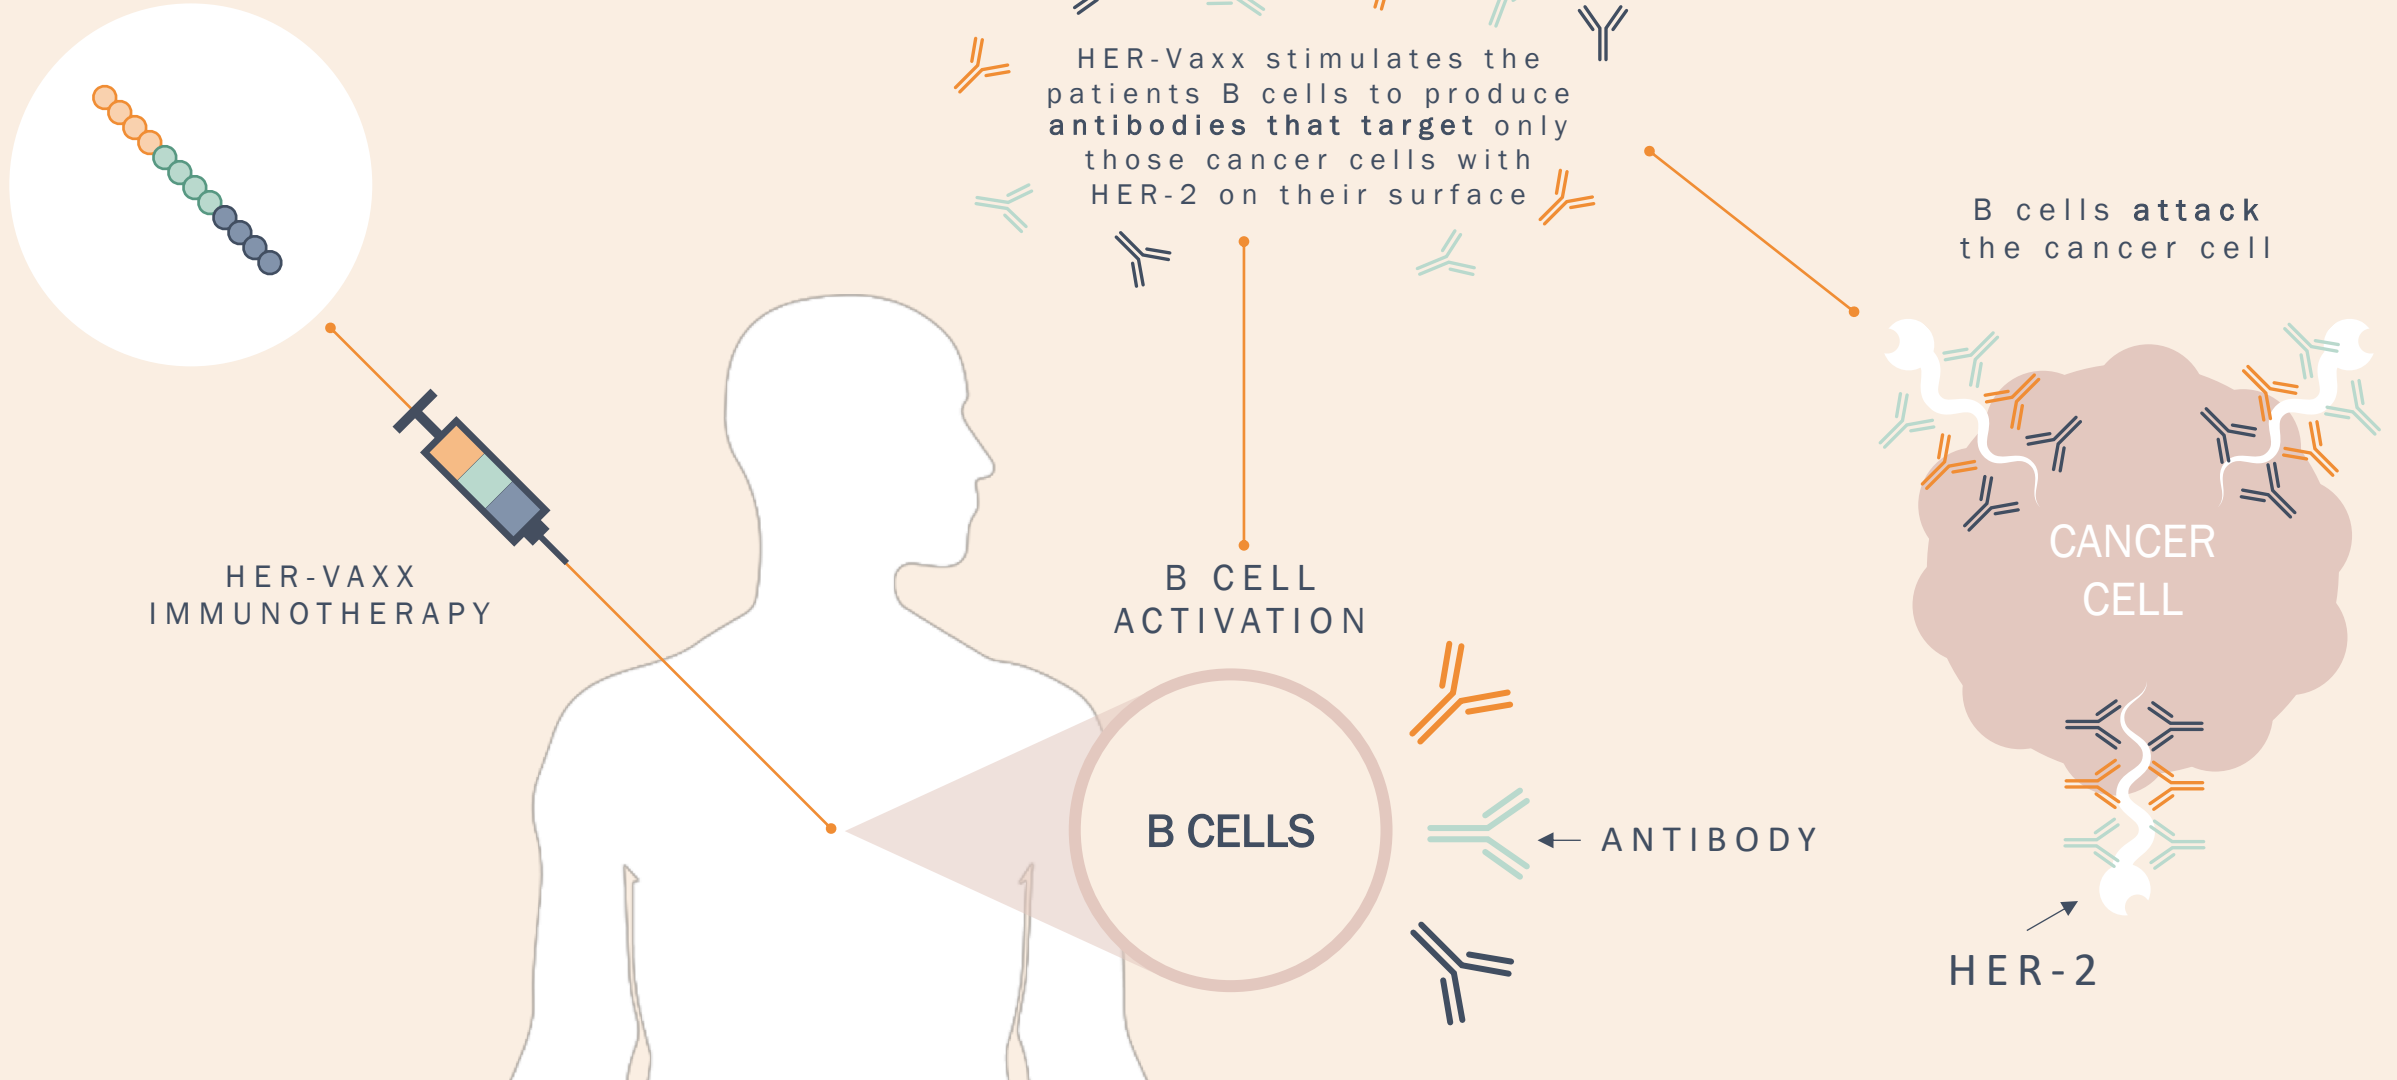 HER-Vaxx stimulates the
patients B cells to produce
antibodies that target only
those cancer cells with
HER-2 on their surface
B cells attack
the cancer cell
HER-VAXX
IMMUNOTHERAPY
B CELL
ACTIVATION
CANCER
CELL
B CELLS
ANTIBODY
HER-2